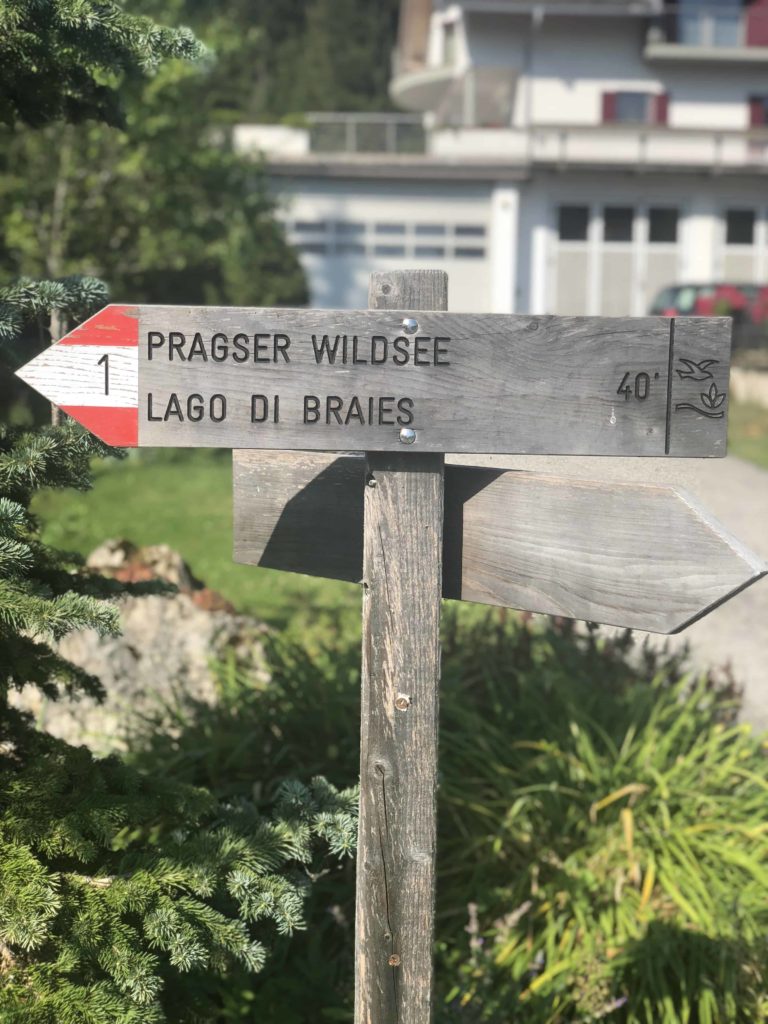 1
PRAGSER WILDSEE
LAGO DI BRAIES
40'